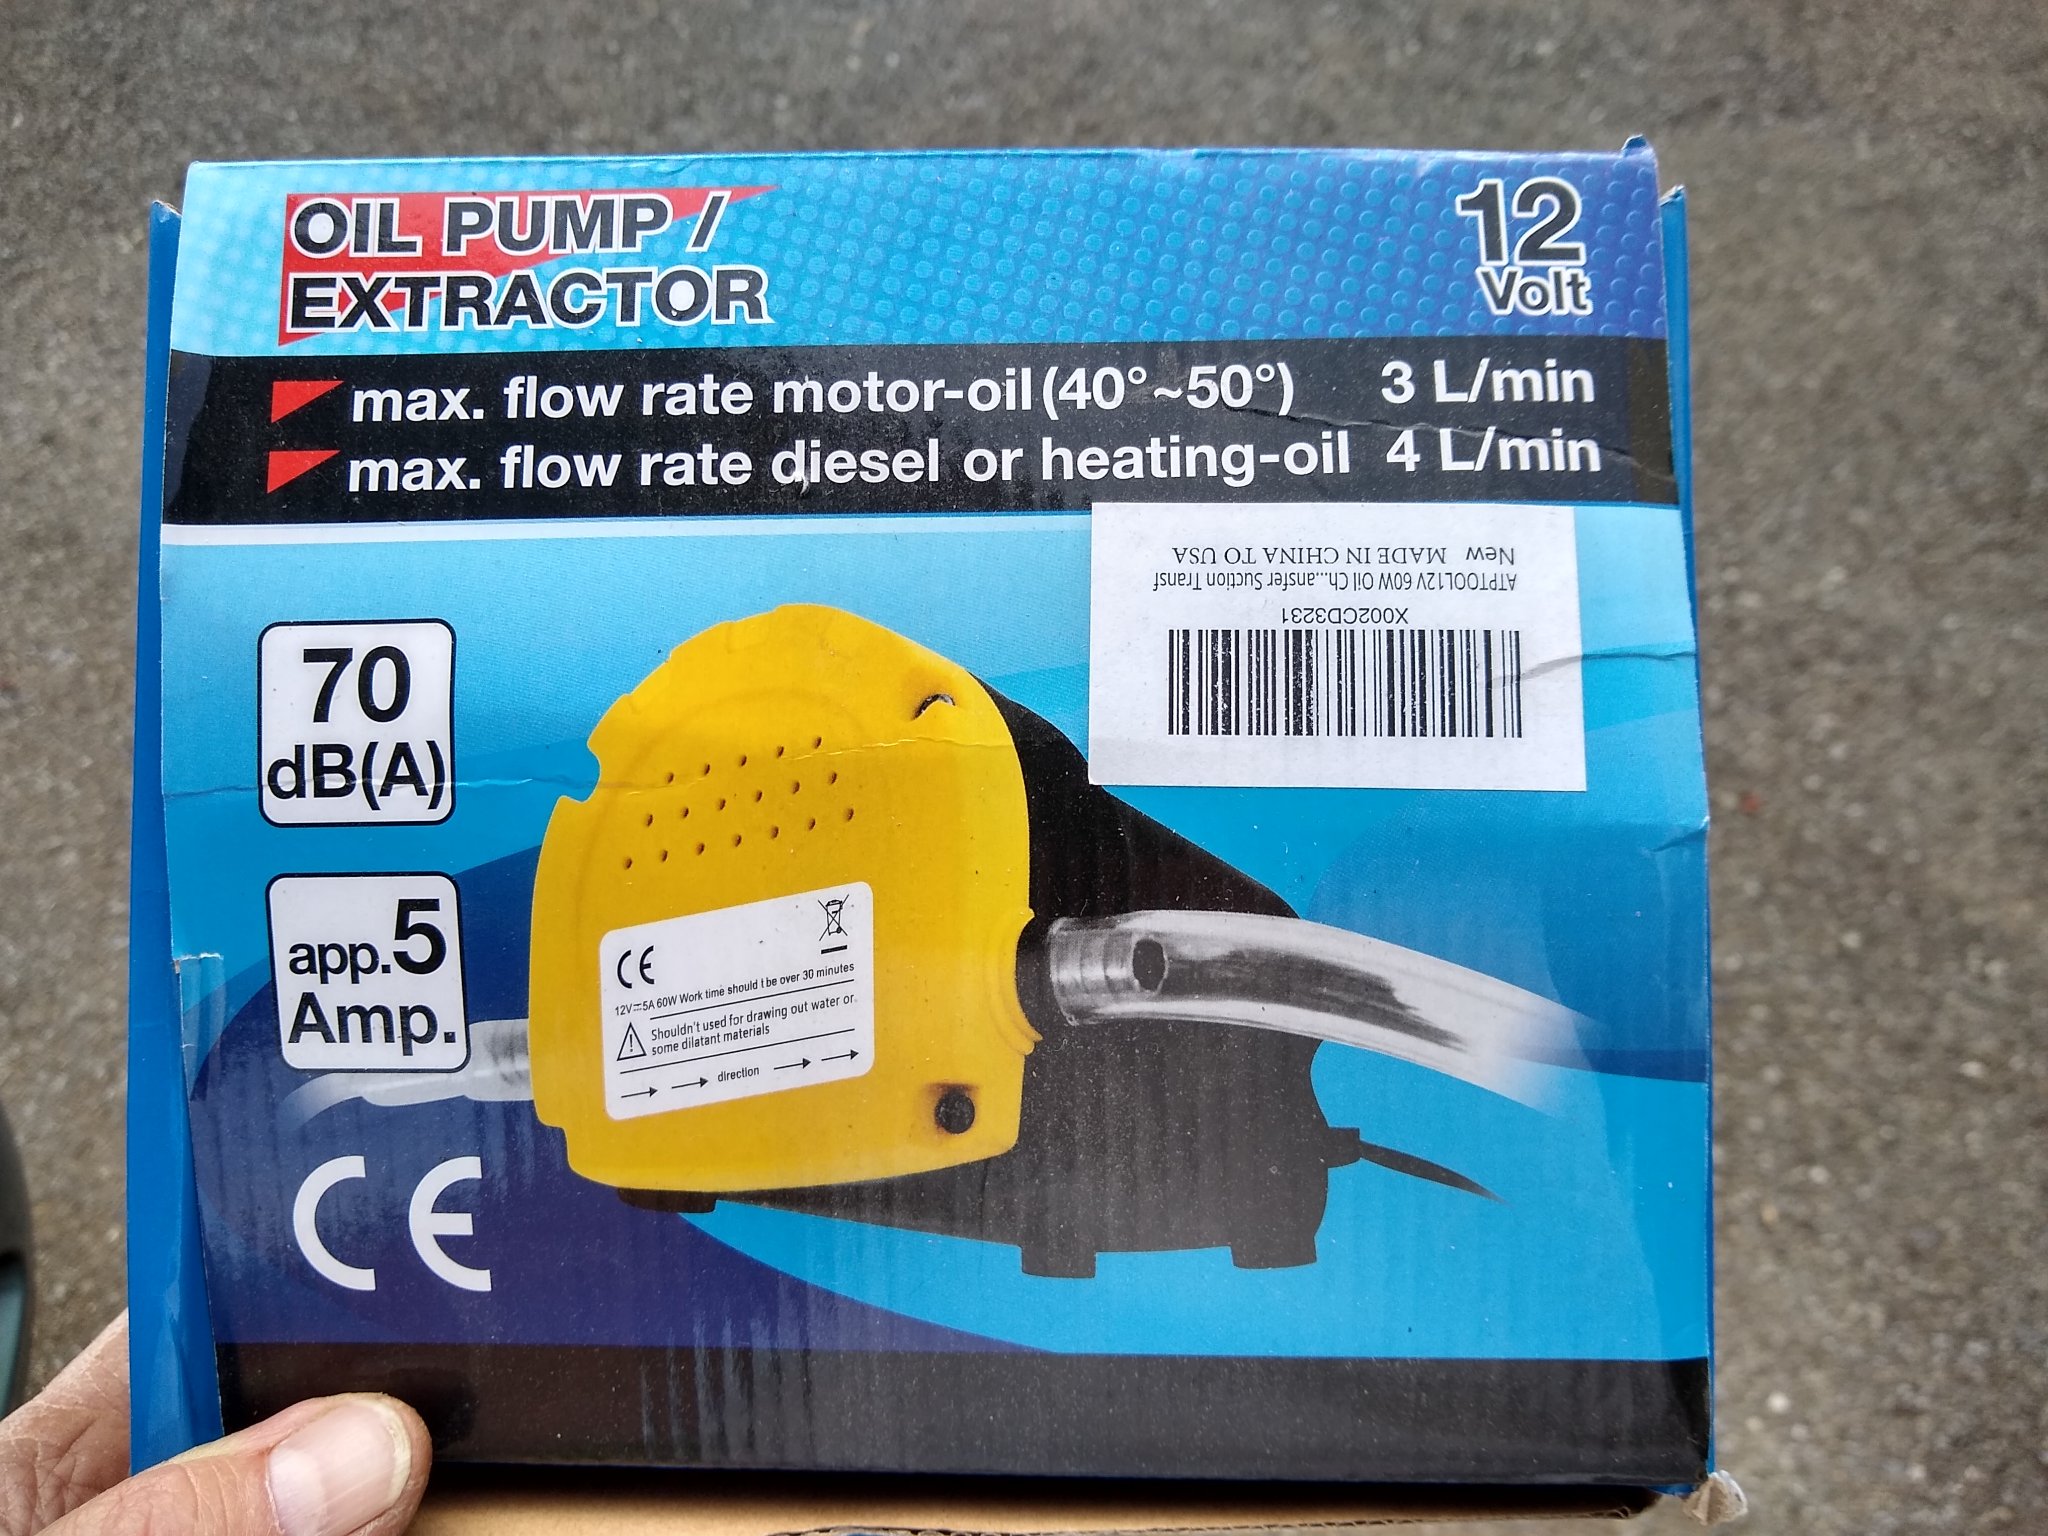 OIL PUMP /
EXTRACTOR
12
Volt
max. flow rate motor-oil (40°~50°) 3 L/min
max. flow rate diesel or heating-oil 4 L/min
New MADE IN CHINA TO USA
ATPTOOL12v 60W Oil Ch...ansfer Suction Transf
X002CD3231
70
dB(A)
app.5
Amp.
CE
12V⎓5A 60W Work time should t be over 30 minutes
Shouldn't used for drawing out water or
some dilatant materials
direction
CE